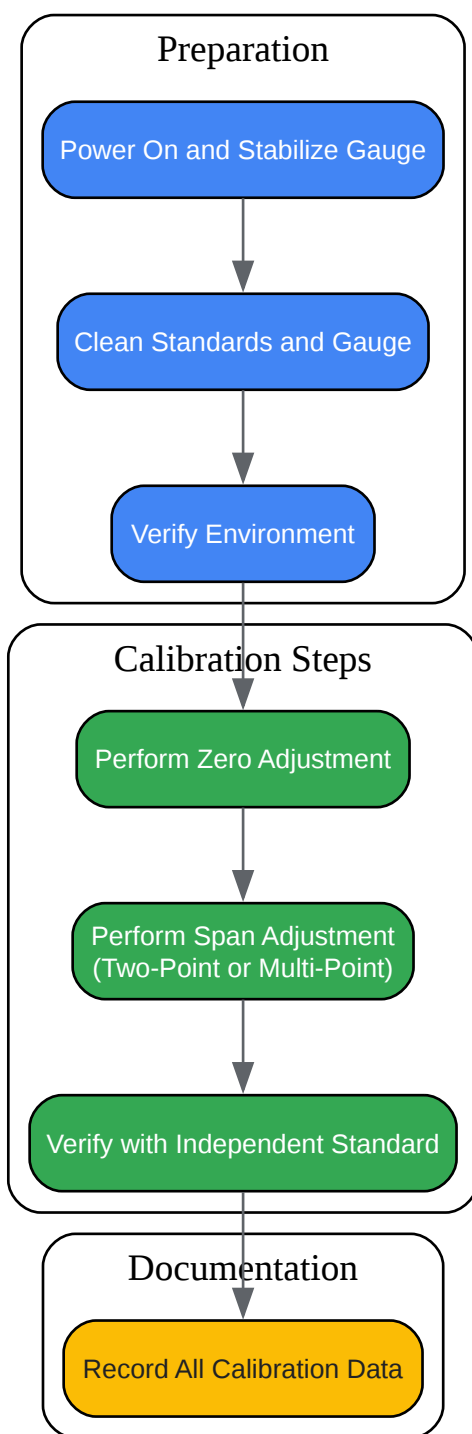 Preparation
Power On and Stabilize Gauge
Clean Standards and Gauge
Verify Environment
Calibration Steps
Perform Zero Adjustment
Perform Span Adjustment
(Two-Point or Multi-Point)
Verify with Independent Standard
Documentation
Record All Calibration Data